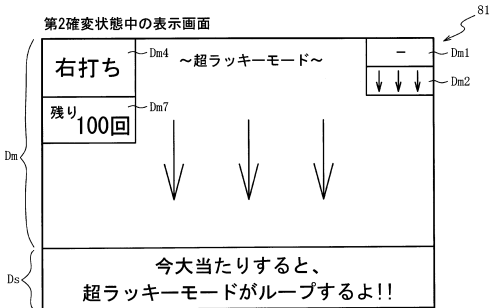 第2確変状態中の表示画面
81
右打ち
Dm4
～超ラッキーモード～
－
Dm1
Dm2
残り100回
Dm7
Dm
Ds
今大当たりすると、
超ラッキーモードがループするよ!!